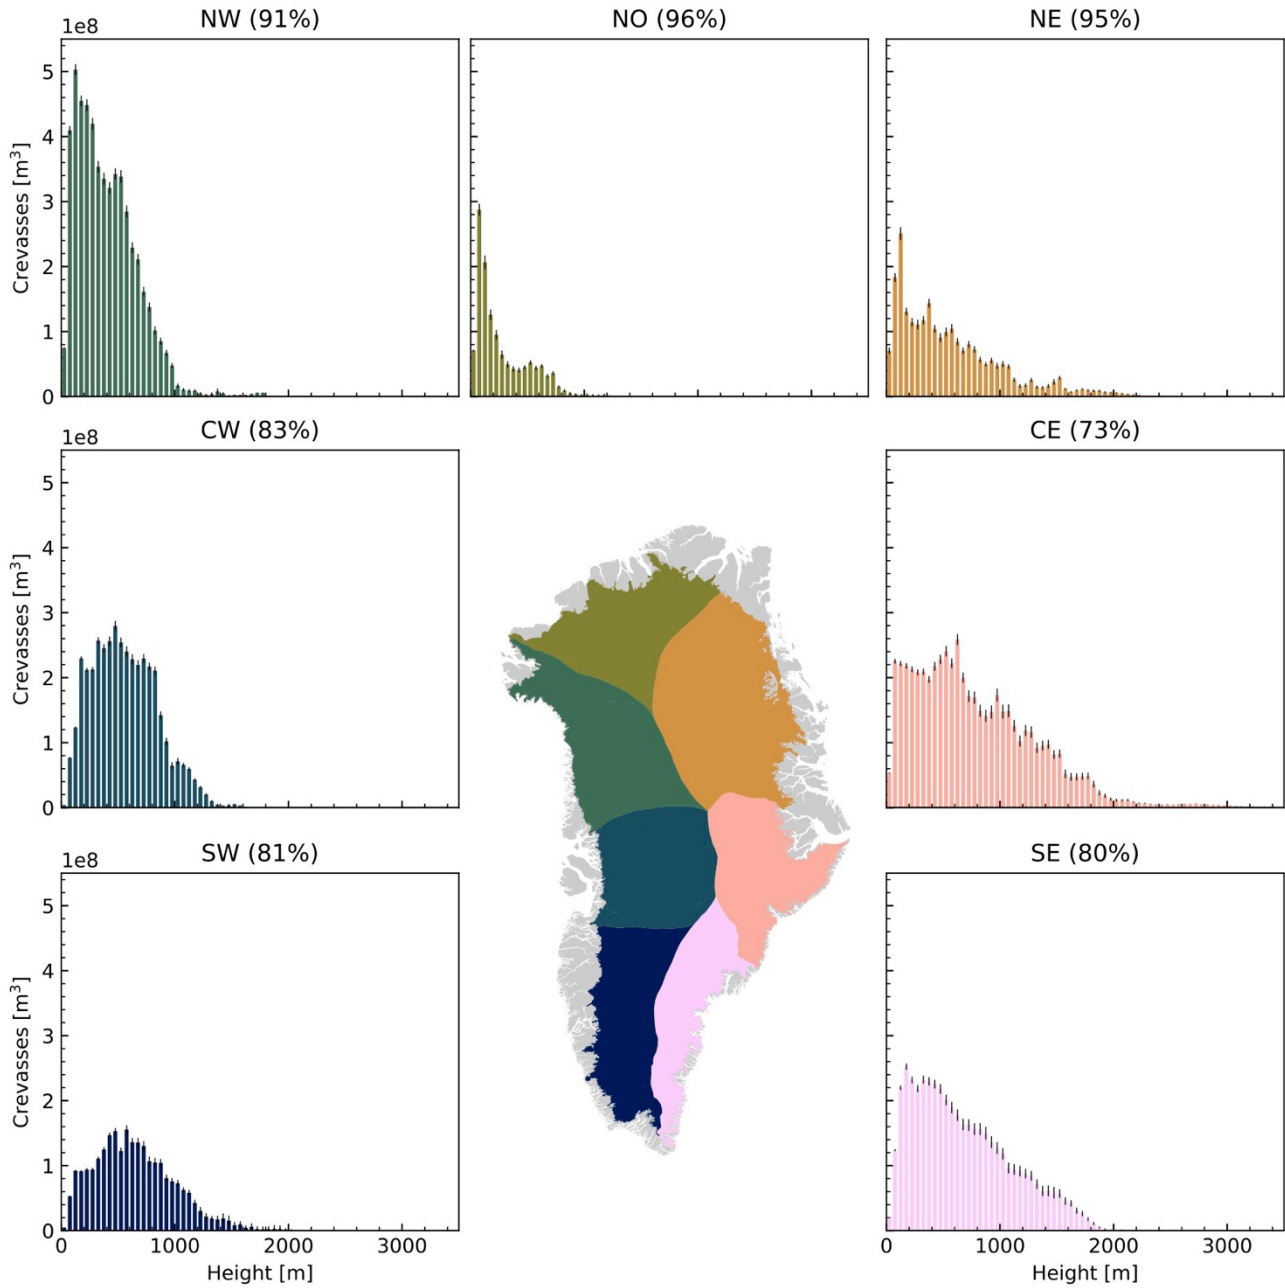 NW (91%)
NO (96%)
NE (95%)
1e8
5
4
3
2
1
0
Crevasses [m³]
CW (83%)
CE (73%)
1e8
5
4
3
2
1
0
Crevasses [m³]
SW (81%)
SE (80%)
1e8
5
4
3
2
1
0
Crevasses [m³]
0 1000 2000 3000
Height [m]
0 1000 2000 3000
Height [m]